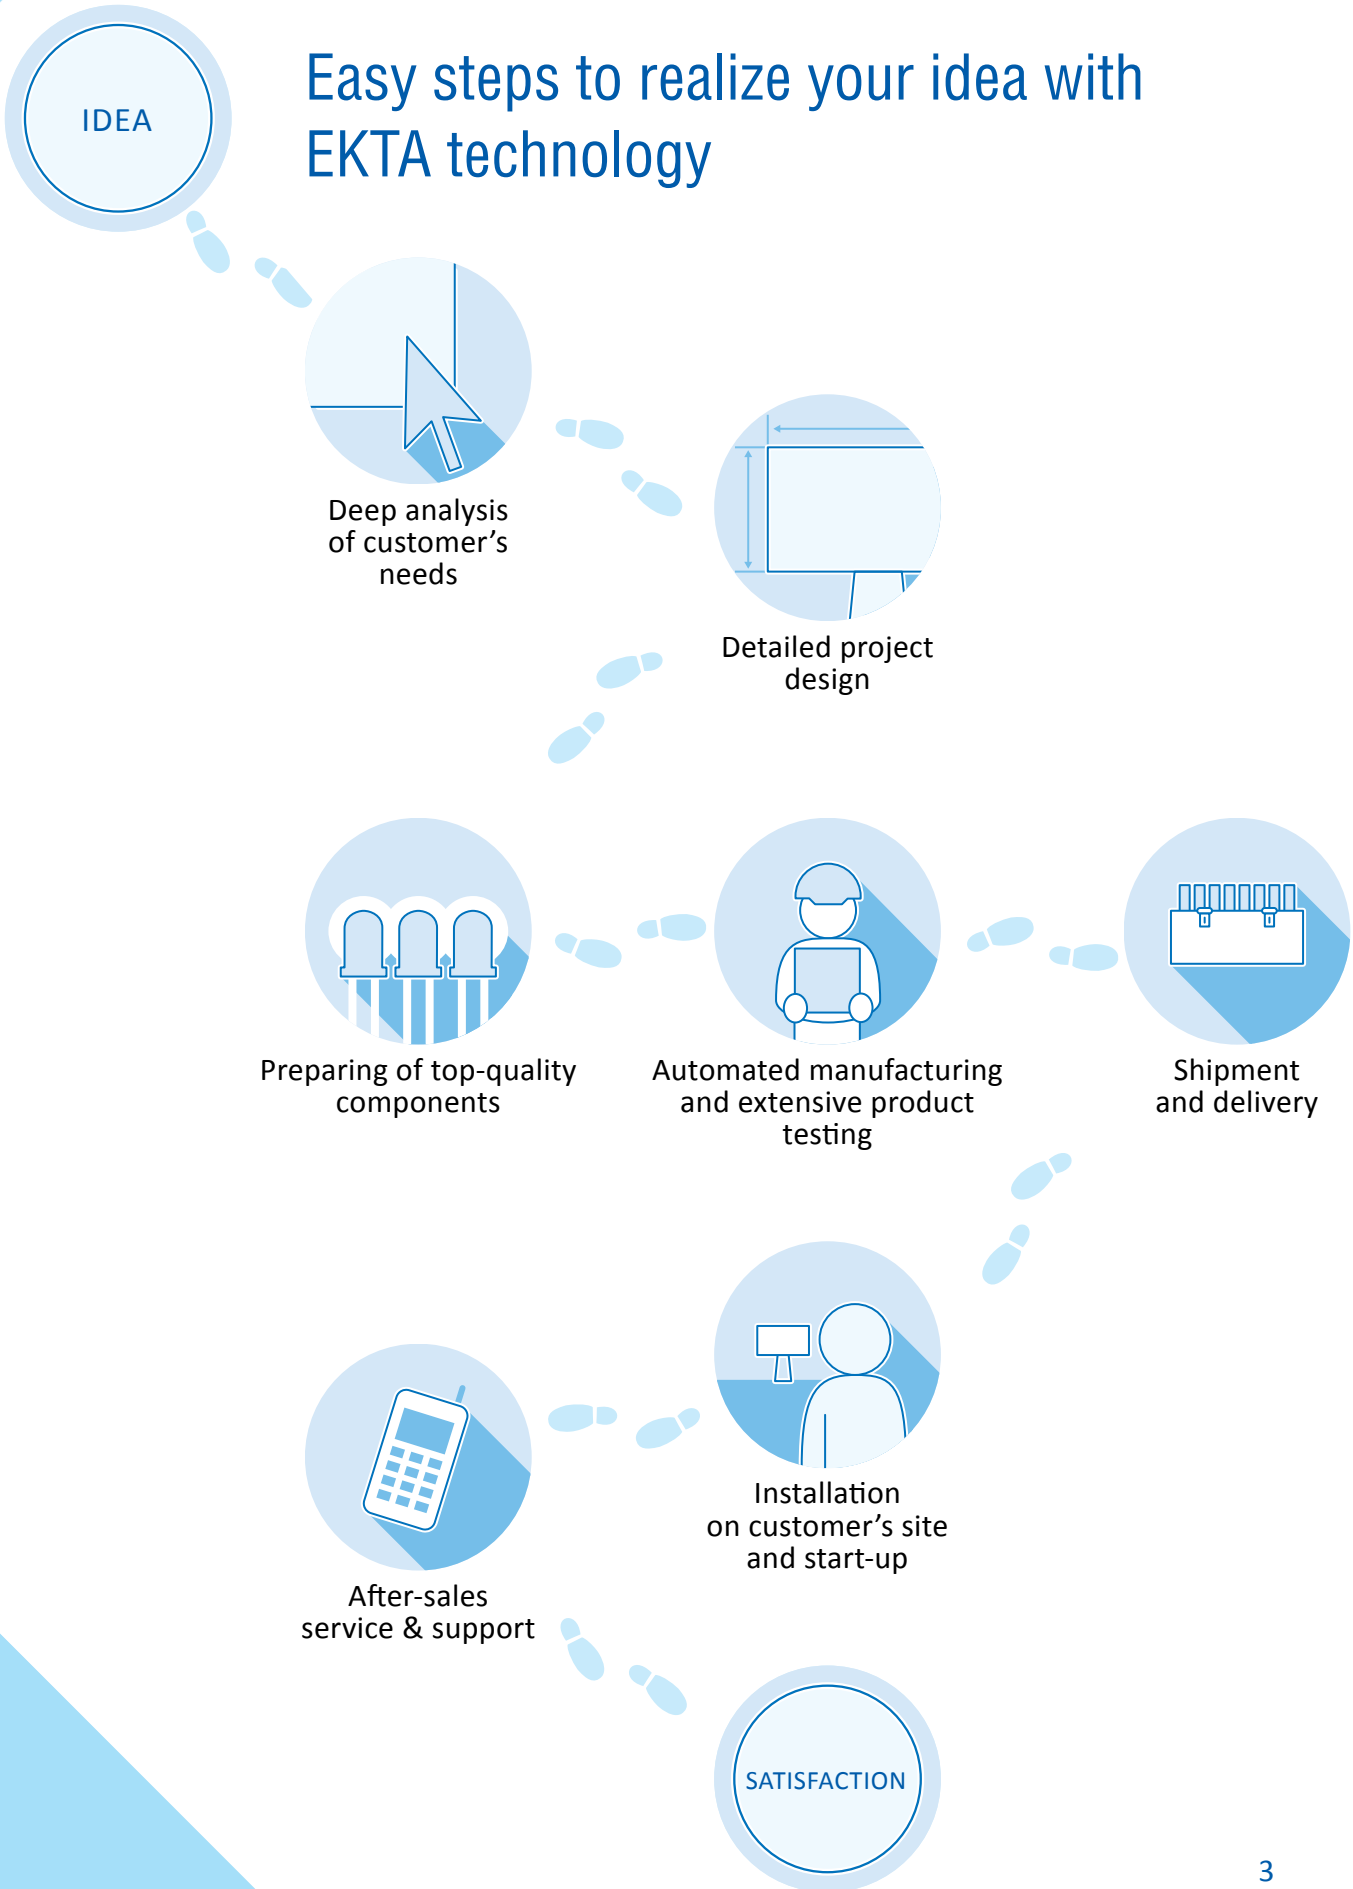 IDEA
Easy steps to realize your idea with
EKTA technology
Deep analysis
of customer’s
needs
Detailed project
design
Preparing of top-quality
components
Automated manufacturing
and extensive product
testing
Shipment
and delivery
Installation
on customer’s site
and start-up
After-sales
service & support
SATISFACTION
3